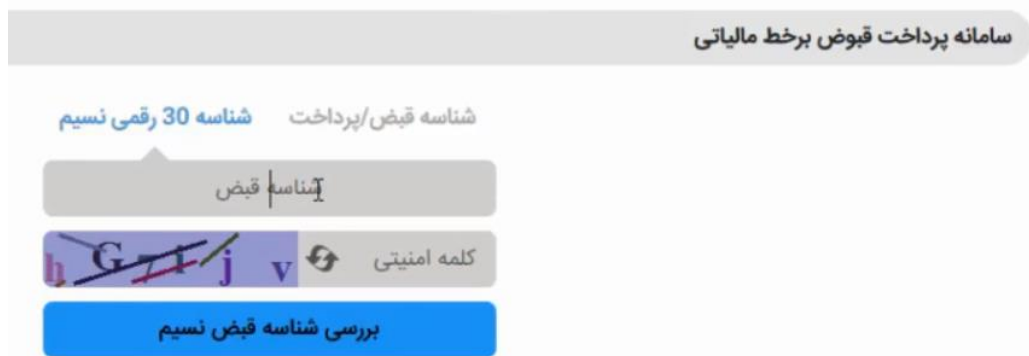 سامانه پرداخت قبوض برخط مالیاتی
شناسه قبض/پرداخت شناسه 30 رقمی نسیم
شناسه قبض
کلمه امنیتی
بررسی شناسه قبض نسیم